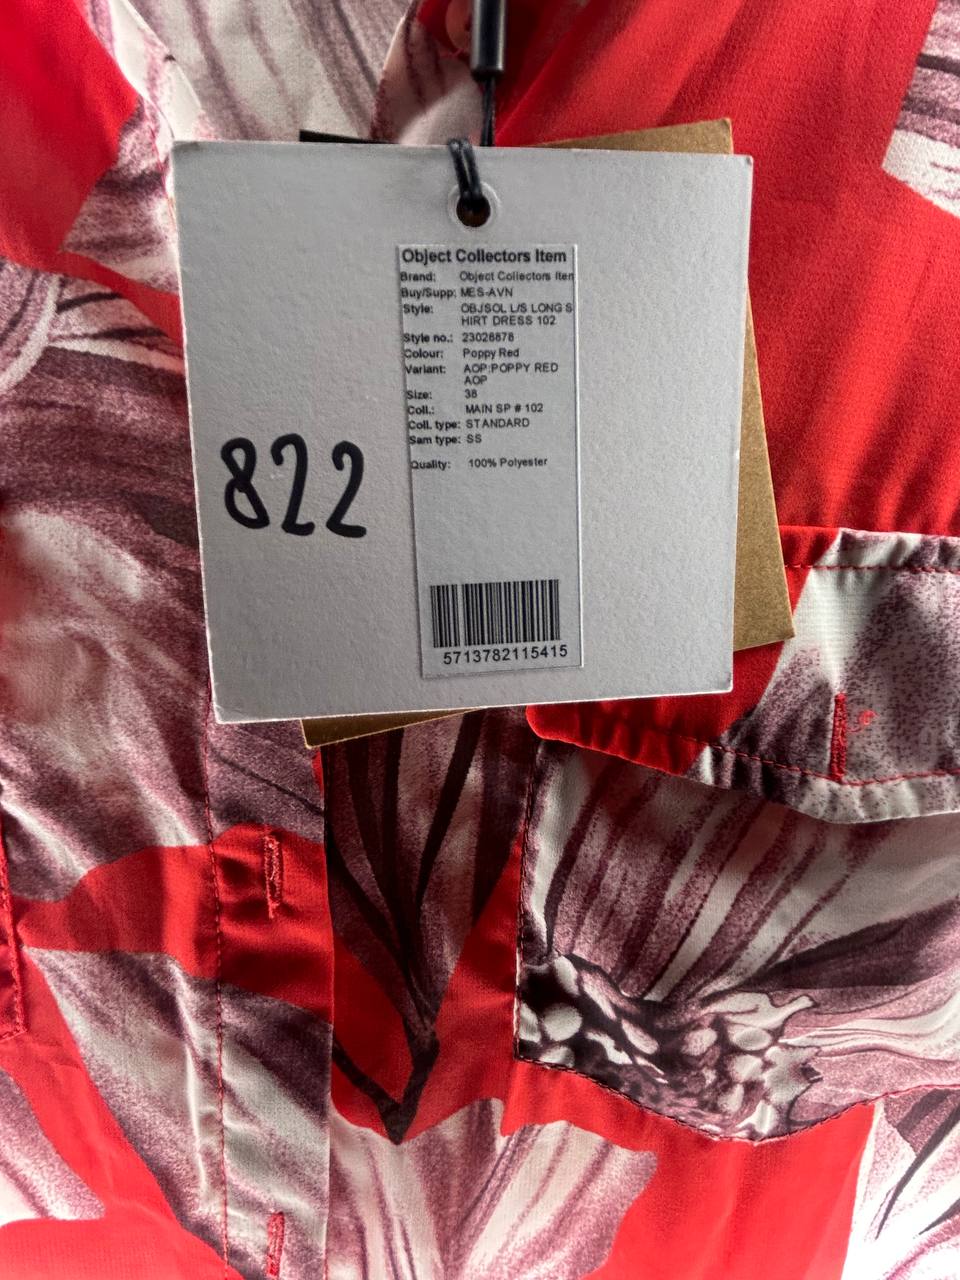 Object Collectors Item
Brand: Object Collectors Iten
Buy/Supp: MES-AVN
Style: OBJSOL L/S LONG S
HIRT DRESS 102
Style no.: 23028878
Colour: Poppy Red
Variant: AOP:POPPY RED
AOP
Size: 38
Coll.: MAIN SP # 102
Coll. type: STANDARD
Sam type: SS
Quality: 100% Polyester
822
5713782115415